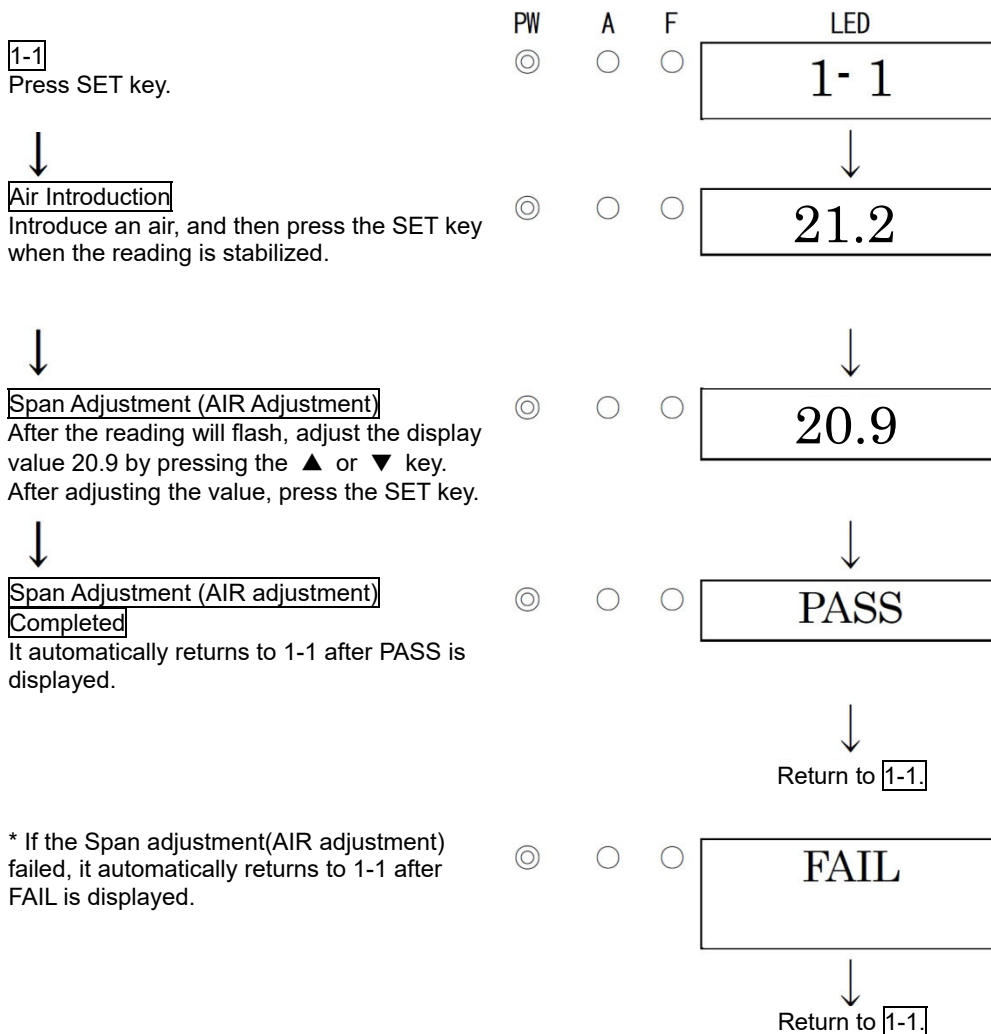 PW A F LED
1-1
Press SET key.
1- 1
Air Introduction
Introduce an air, and then press the SET key
when the reading is stabilized.
21.2
Span Adjustment (AIR Adjustment)
After the reading will flash, adjust the display
value 20.9 by pressing the ▲ or ▼ key.
After adjusting the value, press the SET key.
20.9
Span Adjustment (AIR adjustment)
Completed
It automatically returns to 1-1 after PASS is
displayed.
PASS
Return to 1-1.
* If the Span adjustment(AIR adjustment)
failed, it automatically returns to 1-1 after
FAIL is displayed.
FAIL
Return to 1-1.